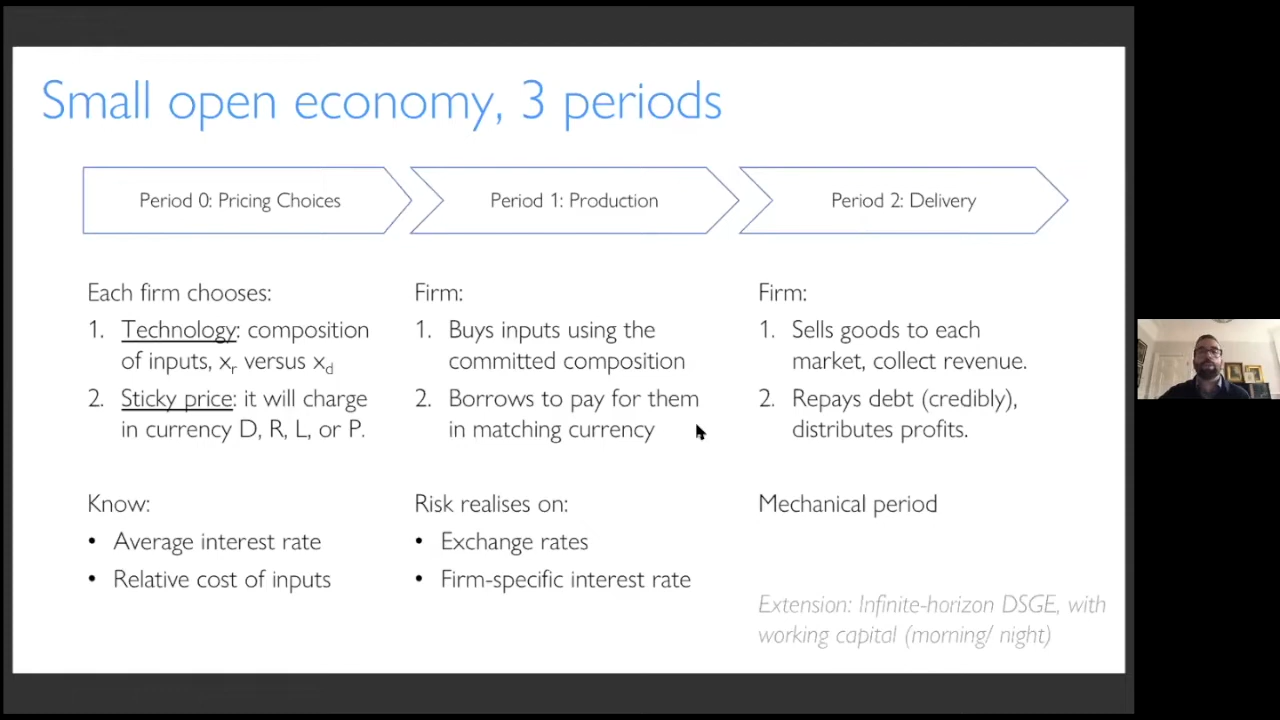 Small open economy, 3 periods
Period 0: Pricing Choices
Period 1: Production
Period 2: Delivery
Each firm chooses:
1. Technology: composition
of inputs, xr versus xd
2. Sticky price: it will charge
in currency D, R, L, or P.
Know:
• Average interest rate
• Relative cost of inputs
Firm:
1. Buys inputs using the
committed composition
2. Borrows to pay for them
in matching currency
Risk realises on:
• Exchange rates
• Firm-specific interest rate
Firm:
1. Sells goods to each
market, collect revenue.
2. Repays debt (credibly),
distributes profits.
Mechanical period
Extension: Infinite-horizon DSGE, with
working capital (morning/ night)